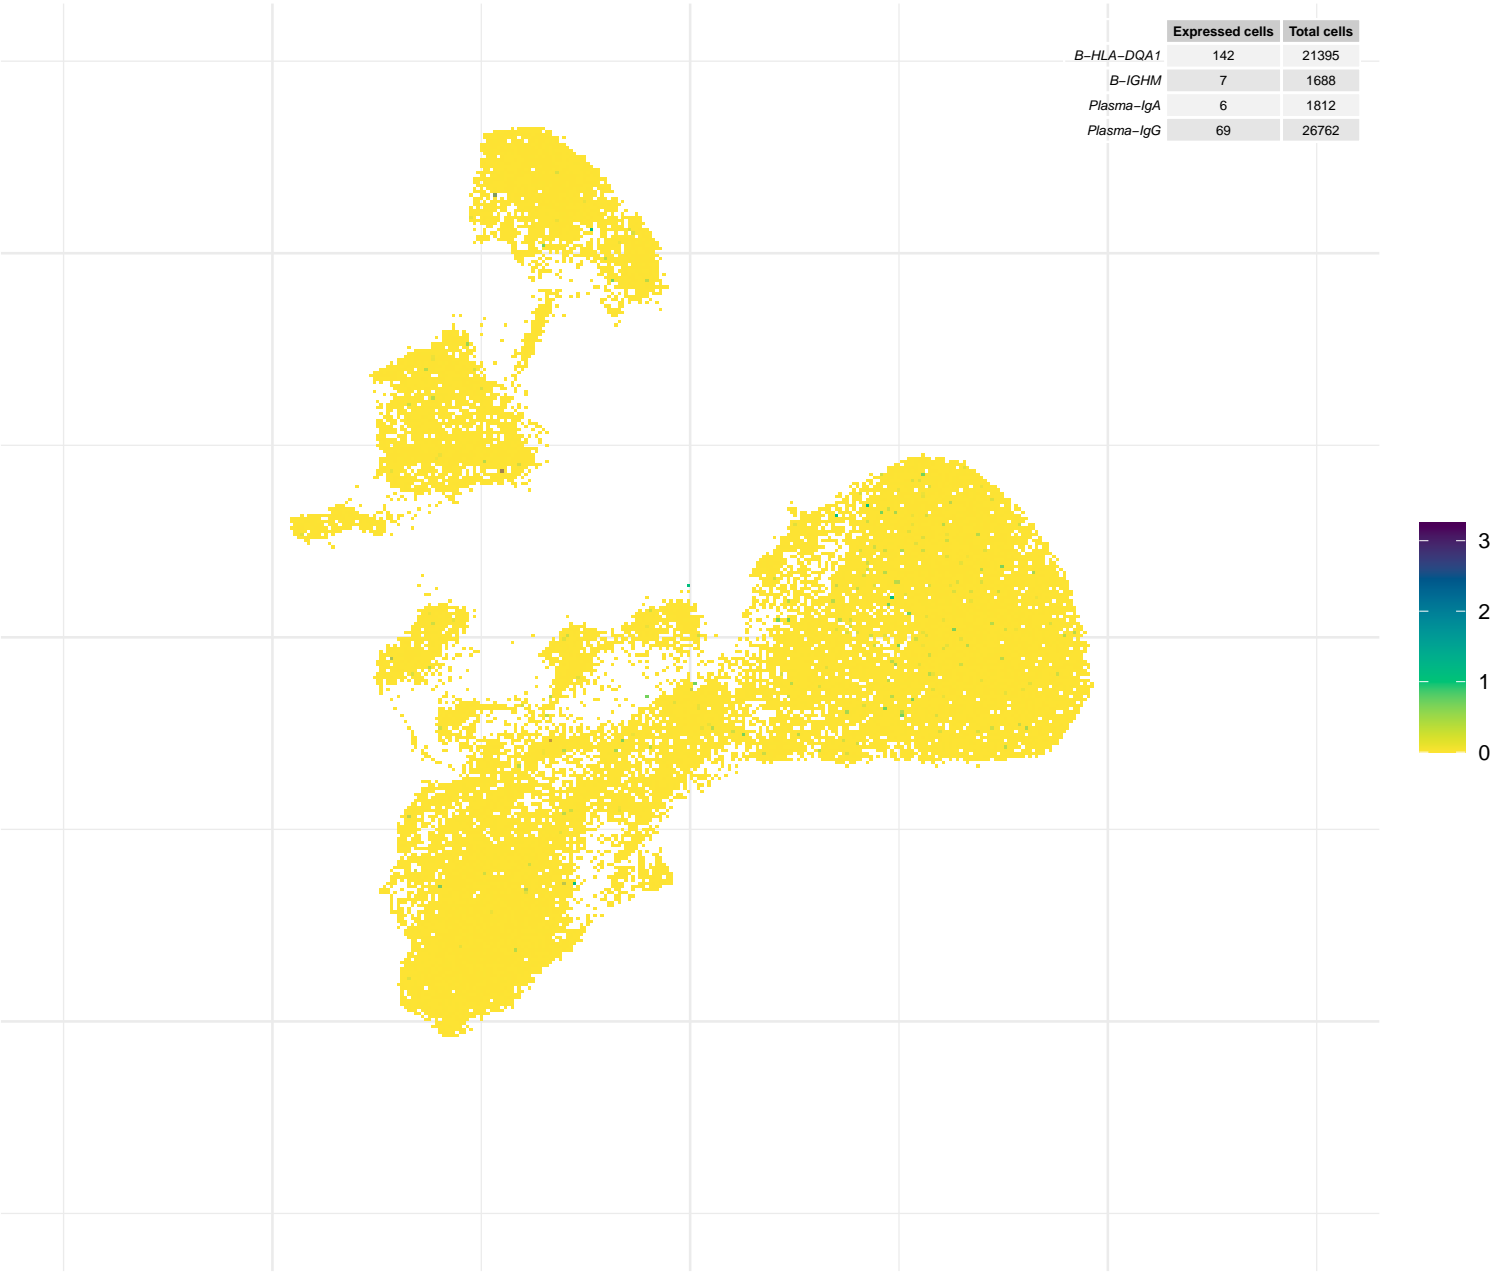 Expressed cells Total cells
B−HLA−DQA1 142 21395
B−IGHM 7 1688
Plasma−IgA 6 1812
Plasma−IgG 69 26762
3
2
1
0